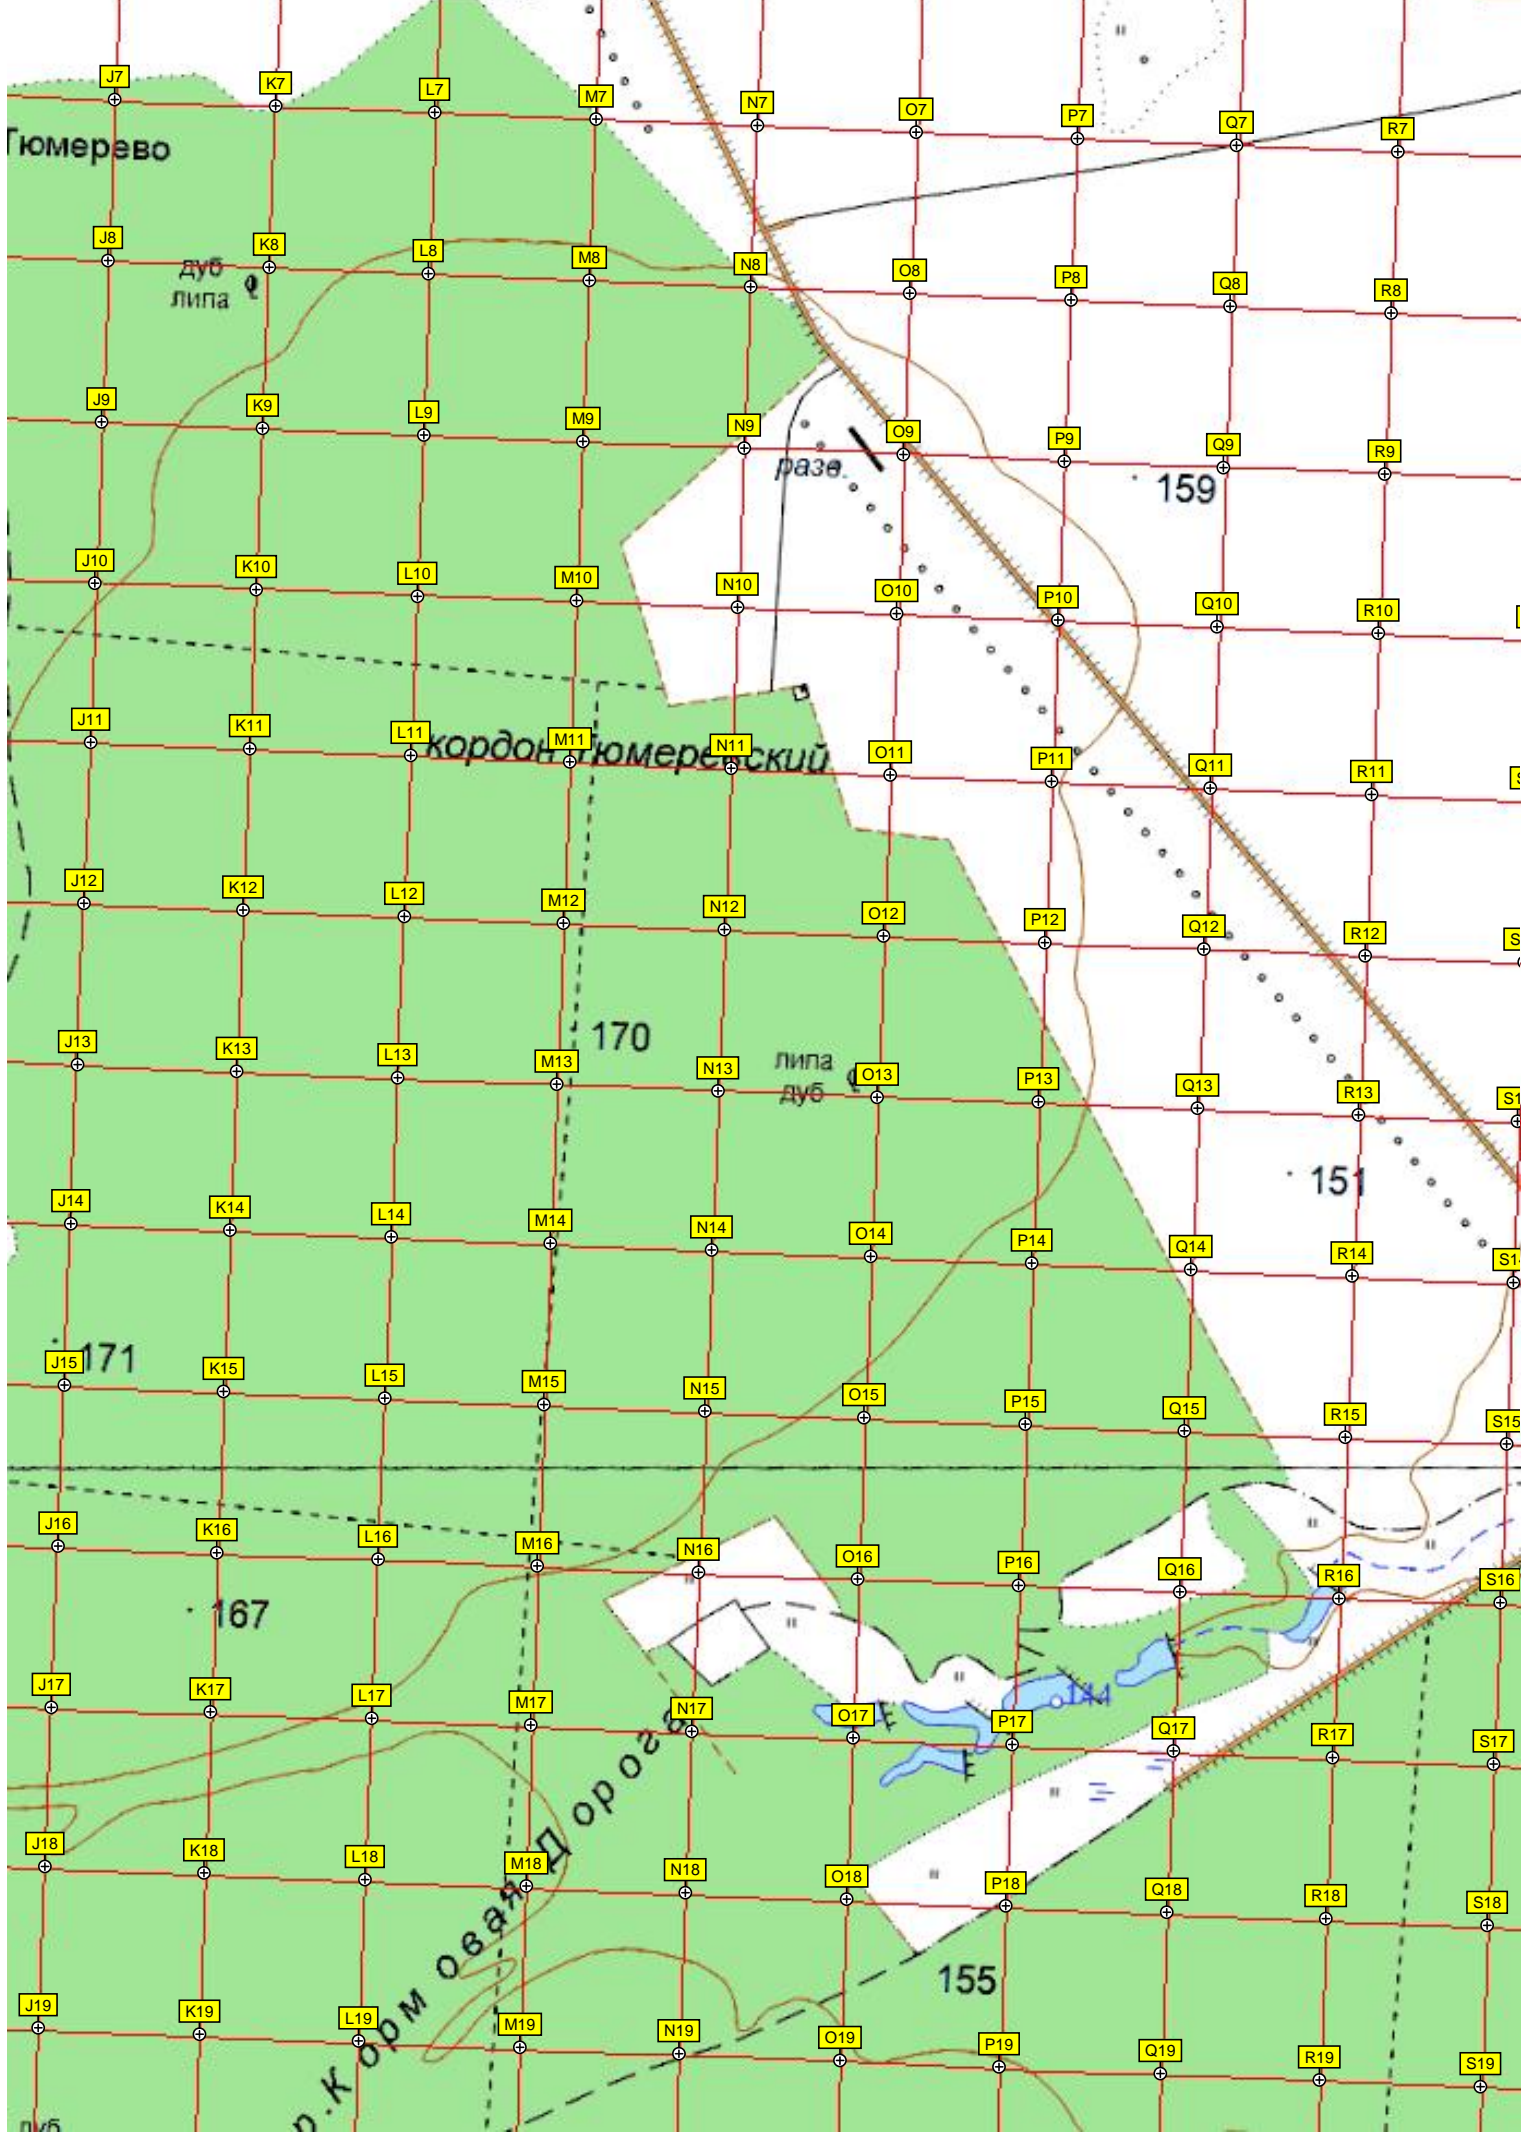 J7 K7 L7 M7 N7 O7 P7 Q7 R7
Тюмерево
J8 K8 L8 M8 N8 O8 P8 Q8 R8
дуб
липа
J9 K9 L9 M9 N9 O9 P9 Q9 R9
разв.
159
J10 K10 L10 M10 N10 O10 P10 Q10 R10
J11 K11 L11 M11 N11 O11 P11 Q11 R11
кордон Тюмеревский
J12 K12 L12 M12 N12 O12 P12 Q12 R12
170
J13 K13 L13 M13 N13 O13 P13 Q13 R13
липа
дуб
151
J14 K14 L14 M14 N14 O14 P14 Q14 R14 S14
171
J15 K15 L15 M15 N15 O15 P15 Q15 R15 S15
J16 K16 L16 M16 N16 O16 P16 Q16 R16 S16
167
144
J17 K17 L17 M17 N17 O17 P17 Q17 R17 S17
р.Кормовая Дорога
J18 K18 L18 M18 N18 O18 P18 Q18 R18 S18
155
J19 K19 L19 M19 N19 O19 P19 Q19 R19 S19
дуб